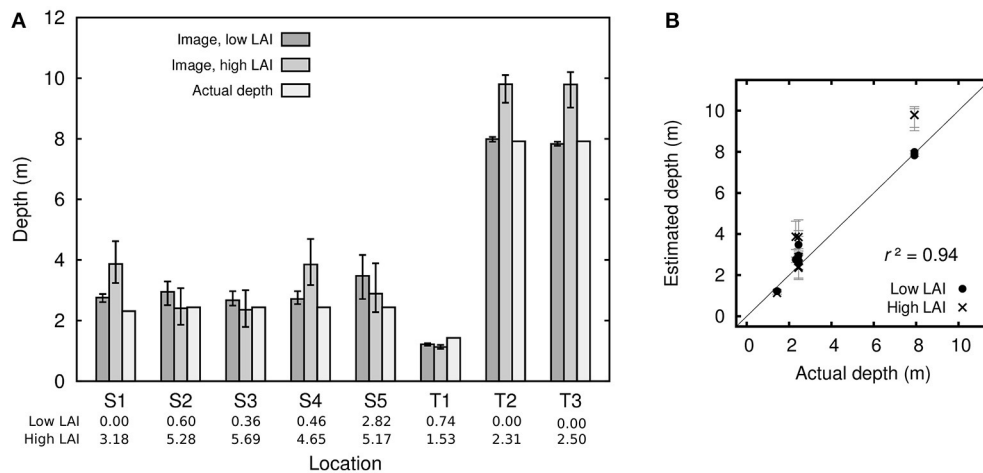 A
12
10
8
6
4
2
0
Depth (m)
Image, low LAI
Image, high LAI
Actual depth
S1 S2 S3 S4 S5 T1 T2 T3
Low LAI 0.00 0.60 0.36 0.46 2.82 0.74 0.00 0.00
High LAI 3.18 5.28 5.69 4.65 5.17 1.53 2.31 2.50
Location
B
10
8
6
4
2
0
Estimated depth (m)
r² = 0.94
Low LAI
High LAI
0 2 4 6 8 10
Actual depth (m)